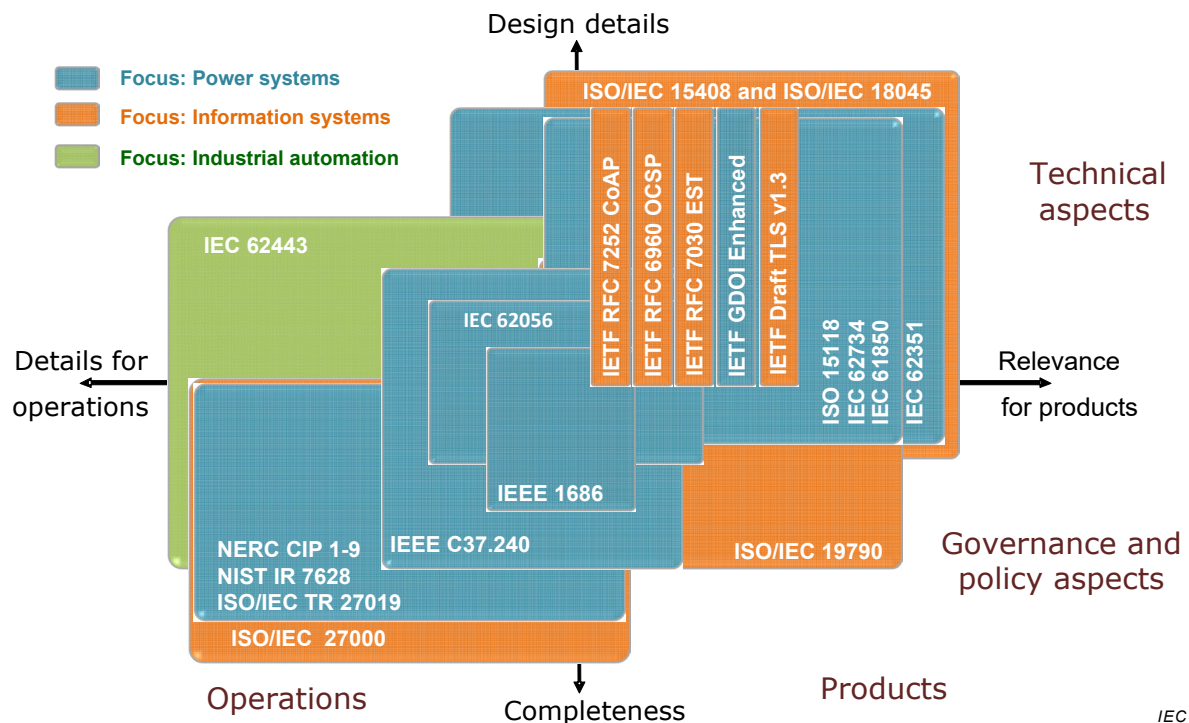 Design details
Focus: Power systems
Focus: Information systems
Focus: Industrial automation
ISO/IEC 15408 and ISO/IEC 18045
IETF RFC 7252 CoAP
IETF RFC 6960 OCSP
IETF RFC 7030 EST
IETF GDOI Enhanced
IETF Draft TLS v1.3
Technical
aspects
IEC 62443
IEC 62056
ISO 15118
IEC 62734
IEC 61850
IEC 62351
Details for
operations
Relevance
for products
IEEE 1686
IEEE C37.240
ISO/IEC 19790
Governance and
policy aspects
NERC CIP 1-9
NIST IR 7628
ISO/IEC TR 27019
ISO/IEC 27000
Operations
Products
Completeness
IEC